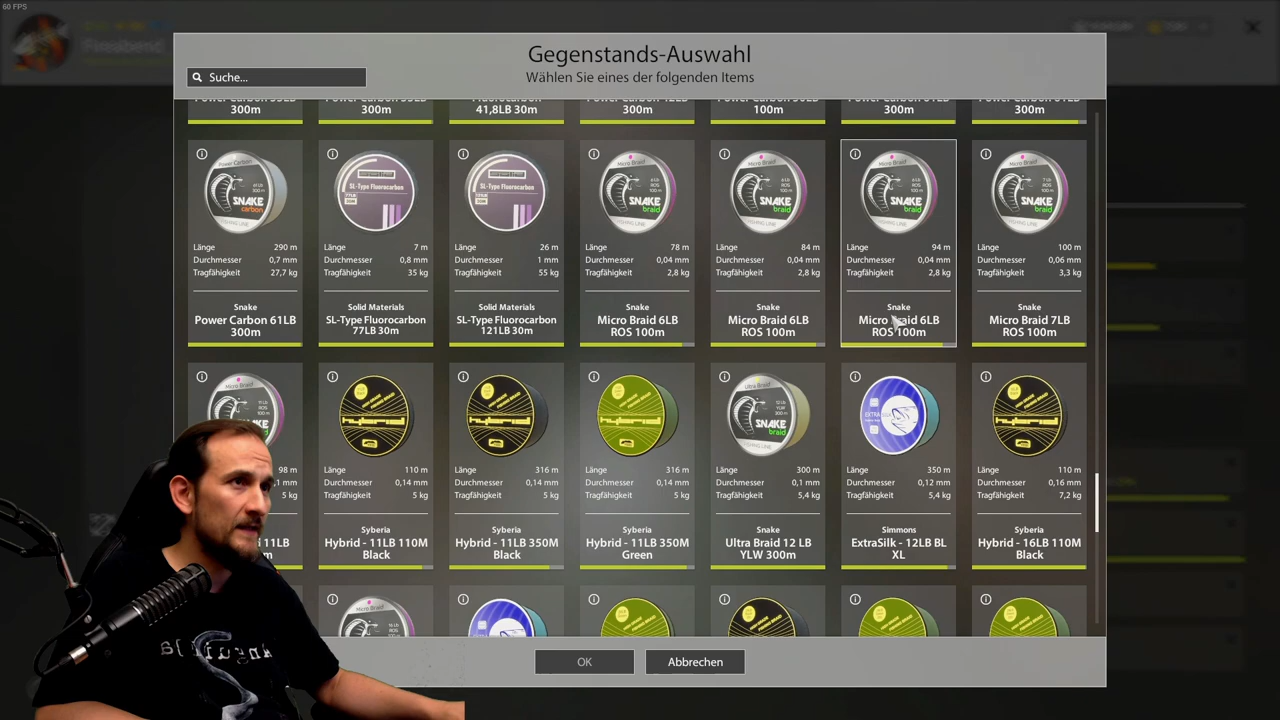 60 FPS
Gegenstands-Auswahl
Suche...
Wählen Sie eines der folgenden Items
300m
300m
41,8LB 30m
300m
100m
300m
300m
Länge 290 m
Durchmesser 0,7 mm
Tragfähigkeit 27,7 kg
Snake
Power Carbon 61LB
300m
Länge 7 m
Durchmesser 0,8 mm
Tragfähigkeit 35 kg
Solid Materials
SL-Type Fluorocarbon
77LB 30m
Länge 26 m
Durchmesser 1 mm
Tragfähigkeit 55 kg
Solid Materials
SL-Type Fluorocarbon
121LB 30m
Länge 78 m
Durchmesser 0,04 mm
Tragfähigkeit 2,8 kg
Snake
Micro Braid 6LB
ROS 100m
Länge 84 m
Durchmesser 0,04 mm
Tragfähigkeit 2,8 kg
Snake
Micro Braid 6LB
ROS 100m
Länge 94 m
Durchmesser 0,04 mm
Tragfähigkeit 2,8 kg
Snake
Micro Braid 6LB
ROS 100m
Länge 100 m
Durchmesser 0,06 mm
Tragfähigkeit 3,3 kg
Snake
Micro Braid 7LB
ROS 100m
98 m
5 kg
11LB
Länge 110 m
Durchmesser 0,14 mm
Tragfähigkeit 5 kg
Syberia
Hybrid - 11LB 110M
Black
Länge 316 m
Durchmesser 0,14 mm
Tragfähigkeit 5 kg
Syberia
Hybrid - 11LB 350M
Black
Länge 316 m
Durchmesser 0,14 mm
Tragfähigkeit 5 kg
Syberia
Hybrid - 11LB 350M
Green
Länge 300 m
Durchmesser 0,1 mm
Tragfähigkeit 5,4 kg
Snake
Ultra Braid 12 LB
YLW 300m
Länge 350 m
Durchmesser 0,12 mm
Tragfähigkeit 5,4 kg
Simmons
ExtraSilk - 12LB BL
XL
Länge 110 m
Durchmesser 0,16 mm
Tragfähigkeit 7,2 kg
Syberia
Hybrid - 16LB 110M
Black
OK
Abbrechen